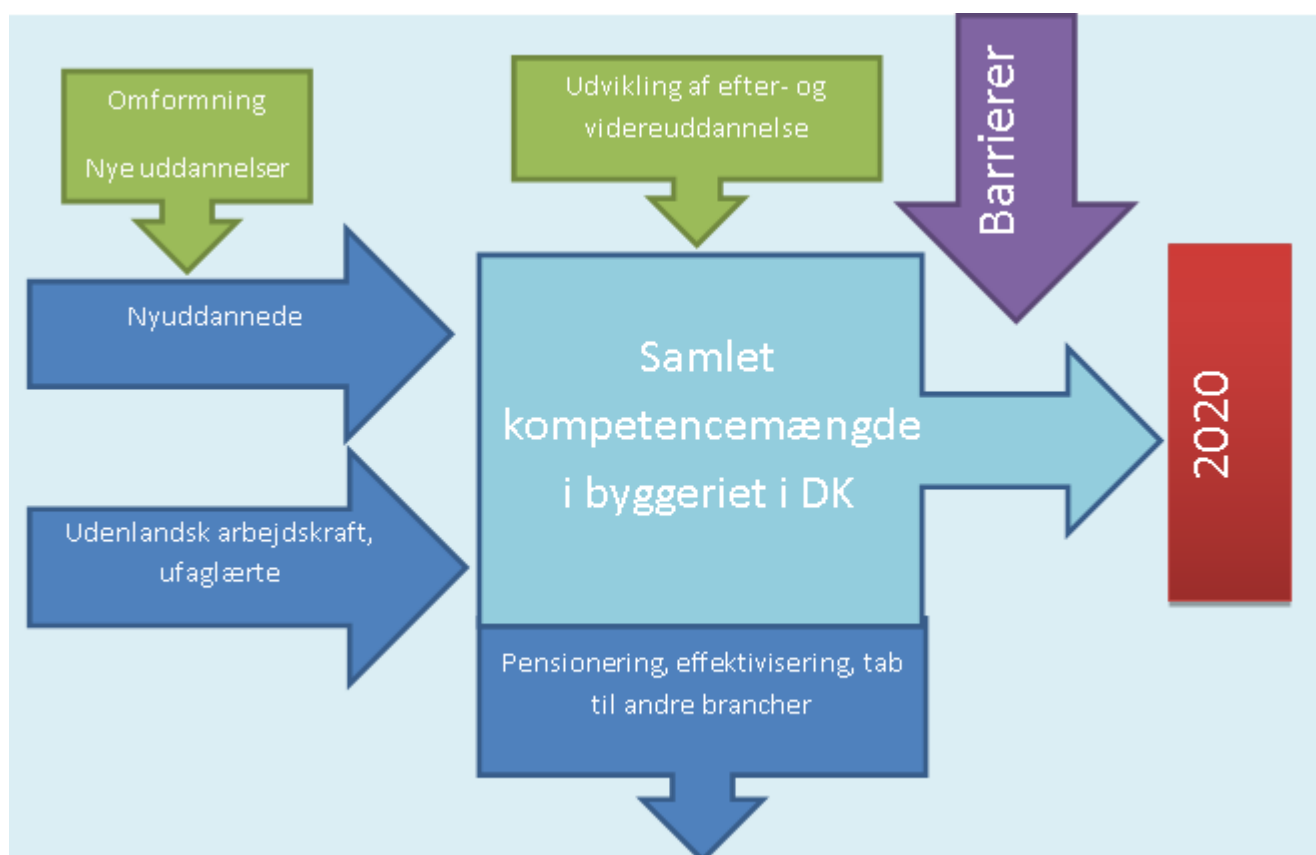 Omformning
Nye uddannelser
Udvikling af efter- og
videreuddannelse
Barrierer
Nyuddannede
Samlet
kompetencemængde
i byggeriet i DK
2020
Udenlandsk arbejdskraft,
ufaglærte
Pensionering, effektivisering, tab
til andre brancher